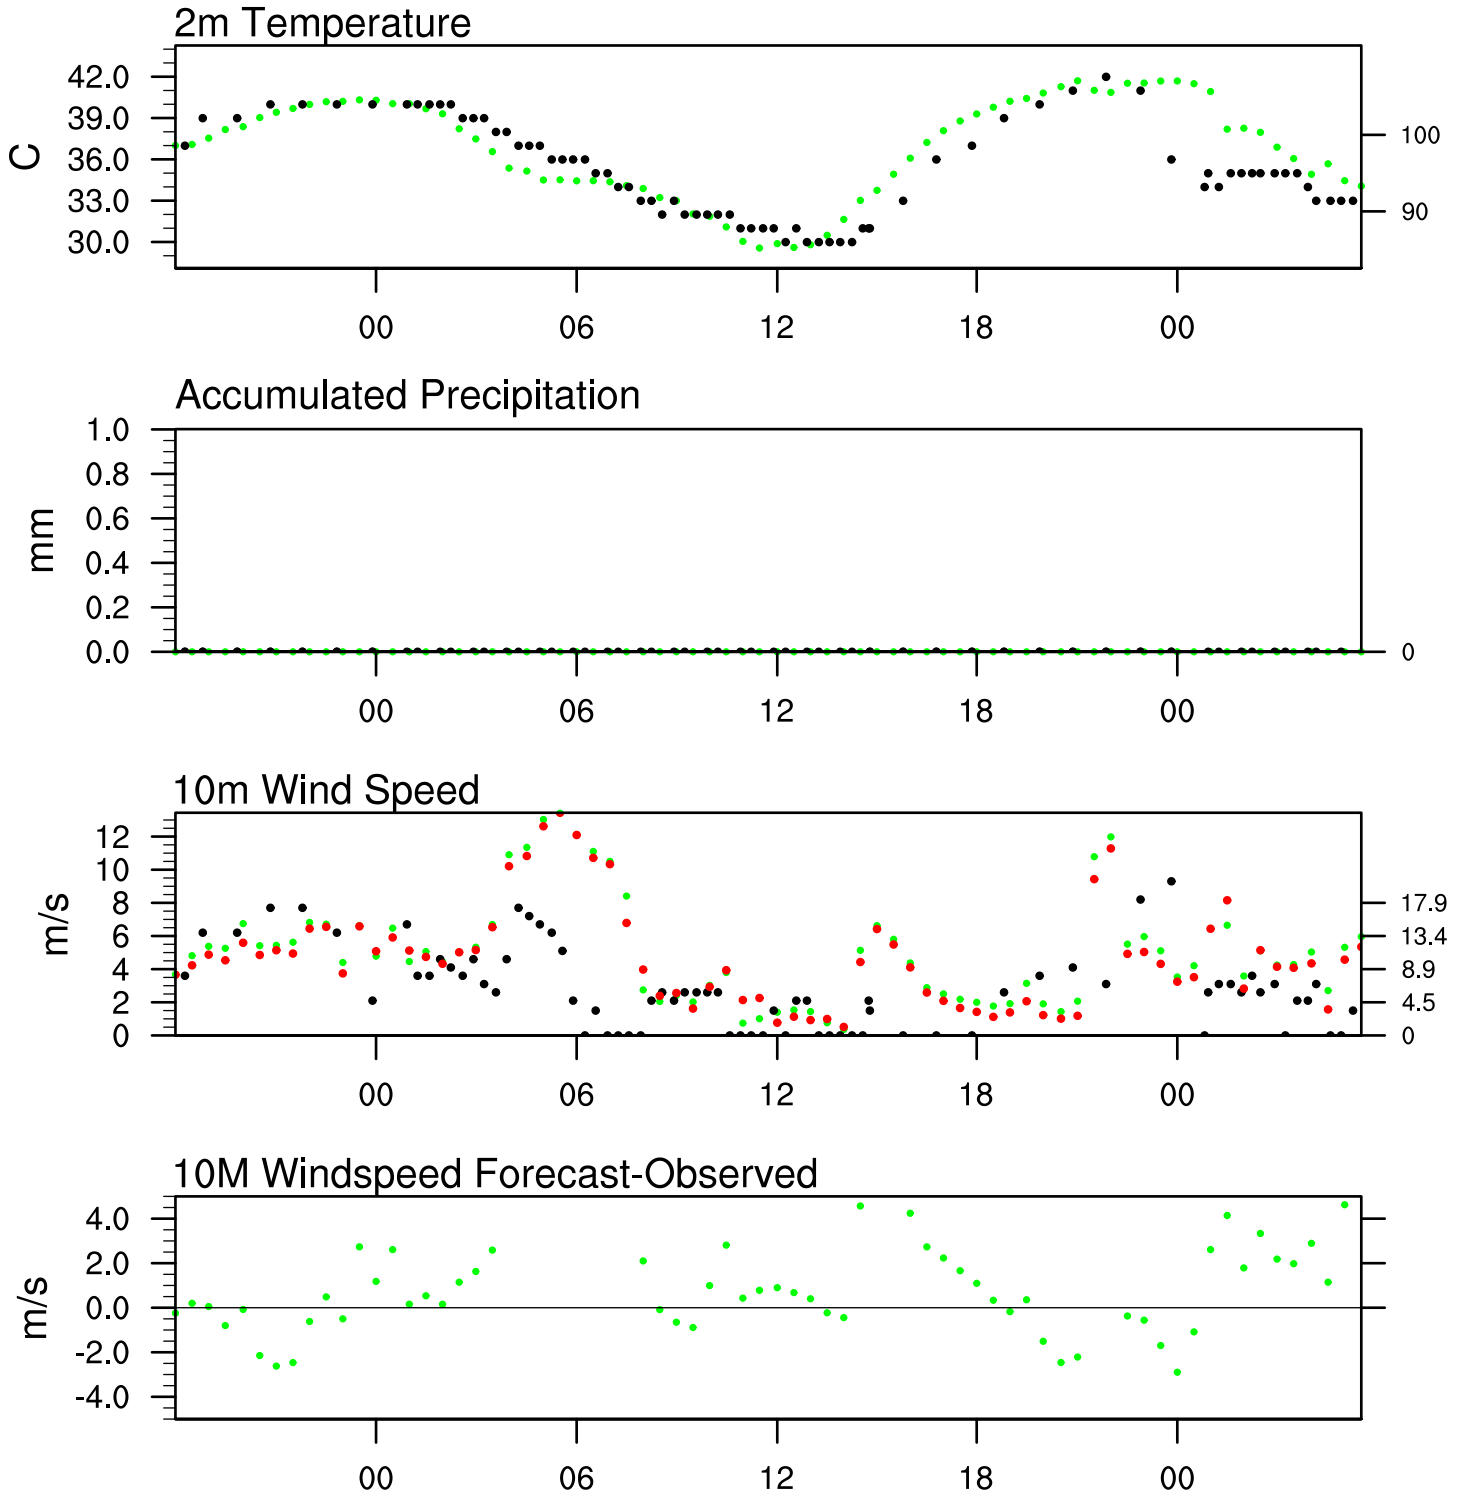 2m Temperature
42.0
39.0
36.0
33.0
30.0
C
100
90
00 06 12 18 00
Accumulated Precipitation
1.0
0.8
0.6
0.4
0.2
0.0
mm
0
00 06 12 18 00
10m Wind Speed
12
10
8
6
4
2
0
m/s
17.9
13.4
8.9
4.5
0
00 06 12 18 00
10M Windspeed Forecast-Observed
4.0
2.0
0.0
-2.0
-4.0
m/s
00 06 12 18 00